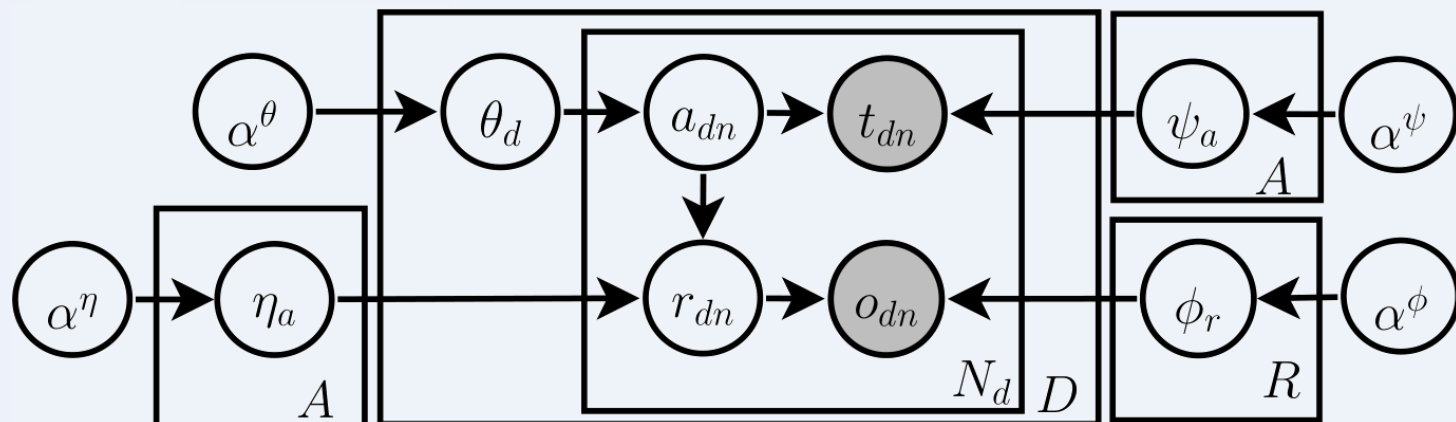 α^θ θ_d a_dn t_dn ψ_a α^ψ
A
α^η η_a r_dn o_dn ϕ_r α^ϕ
A N_d D R